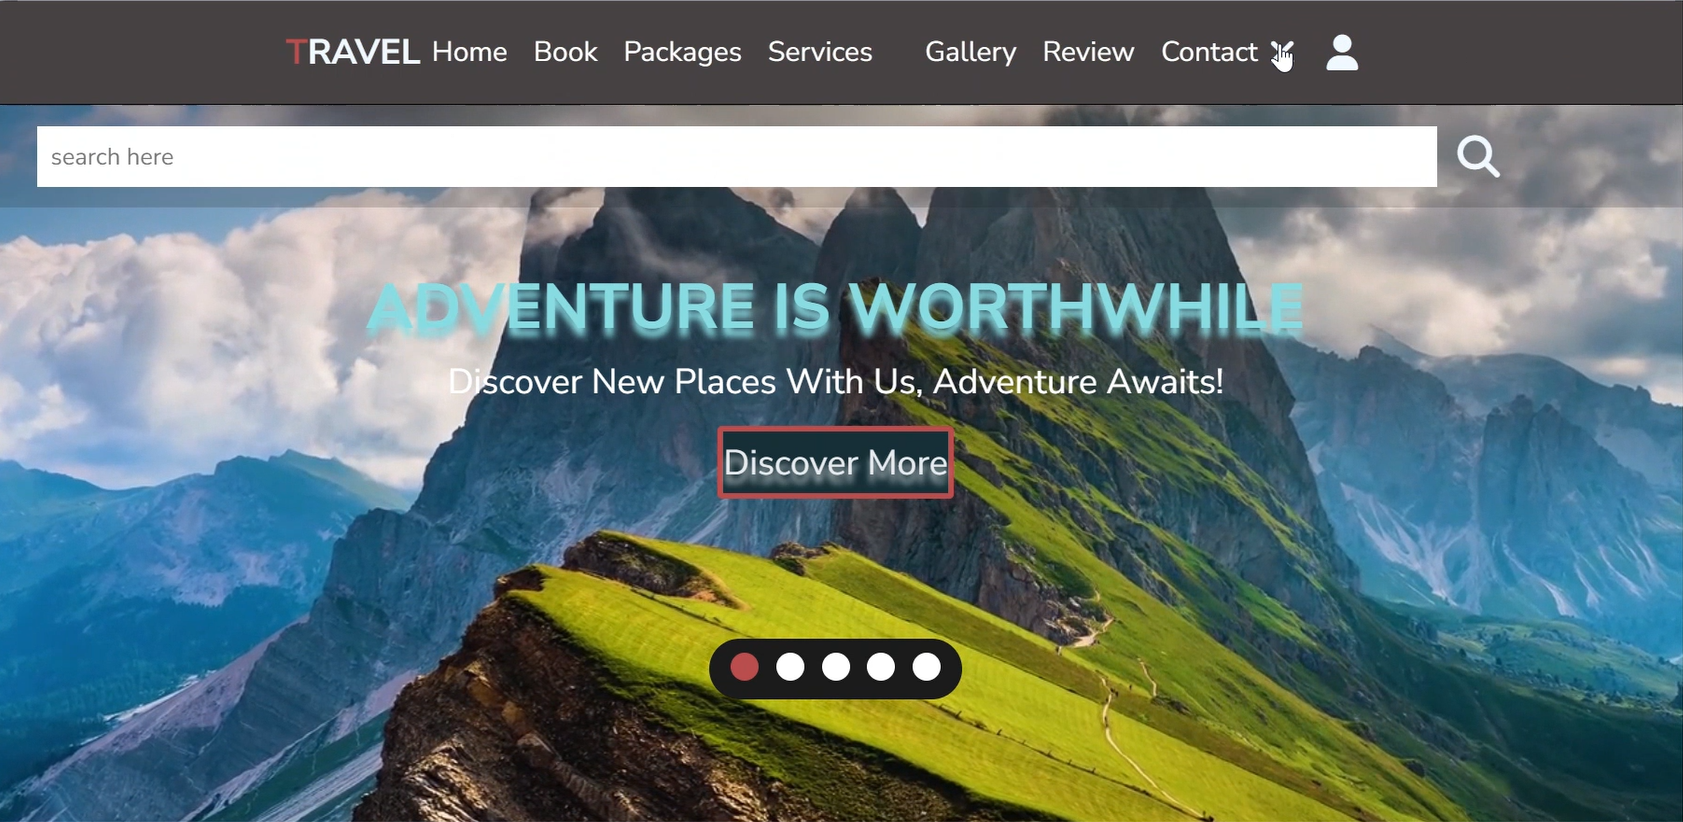 TRAVEL Home Book Packages Services Gallery Review Contact
search here
ADVENTURE IS WORTHWHILE
Discover New Places With Us, Adventure Awaits!
Discover More